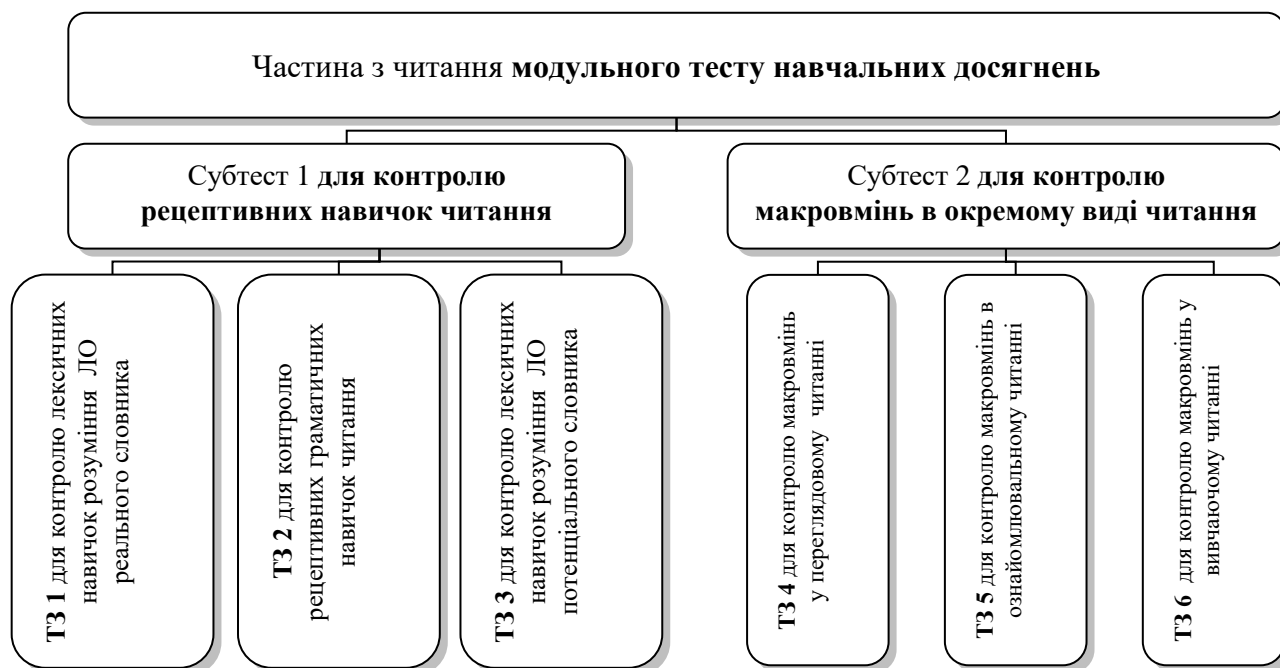 Частина з читання модульного тесту навчальних досягнень
Субтест 1 для контролю
рецептивних навичок читання
Субтест 2 для контролю
макровмінь в окремому виді читання
ТЗ 1 для контролю лексичних
навичок розуміння ЛО
реального словника
ТЗ 2 для контролю
рецептивних граматичних
навичок читання
ТЗ 3 для контролю лексичних
навичок розуміння ЛО
потенціального словника
ТЗ 4 для контролю макровмінь
у переглядовому читанні
ТЗ 5 для контролю макровмінь в
ознайомлювальному читанні
ТЗ 6 для контролю макровмінь у
вивчаючому читанні